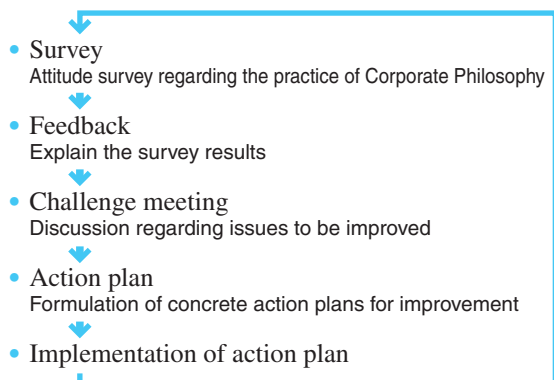 • Survey
Attitude survey regarding the practice of Corporate Philosophy
• Feedback
Explain the survey results
• Challenge meeting
Discussion regarding issues to be improved
• Action plan
Formulation of concrete action plans for improvement
• Implementation of action plan